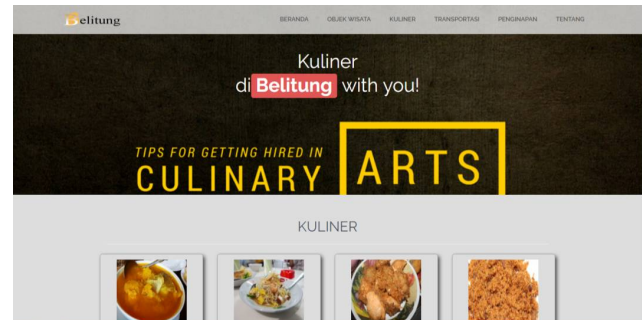 Belitung
BERANDA OBJEK WISATA KULINER TRANSPORTASI PENGINAPAN TENTANG
Kuliner
di Belitung with you!
TIPS FOR GETTING HIRED IN
CULINARY ARTS
KULINER